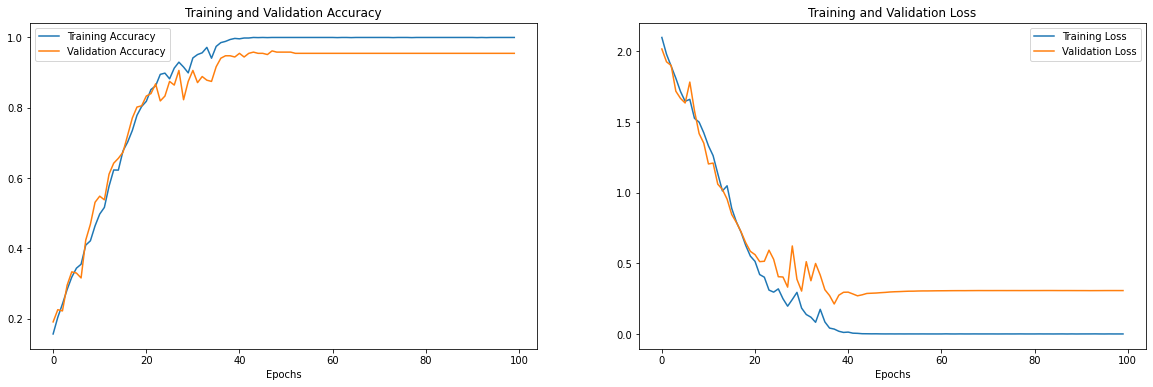 Training and Validation Accuracy
Training Accuracy
Validation Accuracy
1.0
0.8
0.6
0.4
0.2
0
20
40
60
80
100
Epochs
Training and Validation Loss
Training Loss
Validation Loss
2.0
1.5
1.0
0.5
0.0
0
20
40
60
80
100
Epochs